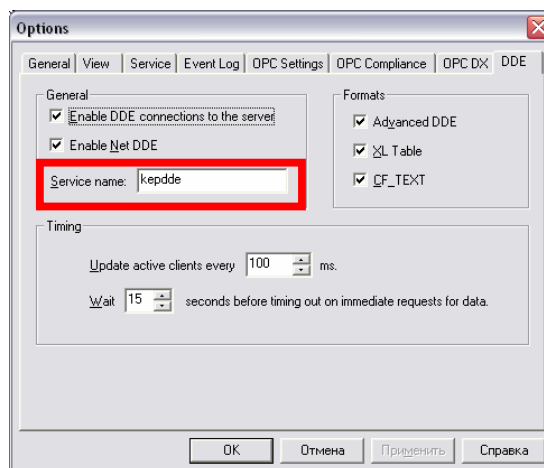 Options
General View Service Event Log OPC Settings OPC Compliance OPC DX DDE
General
Enable DDE connections to the server
Enable Net DDE
Service name: kepdde
Formats
Advanced DDE
XL Table
CF_TEXT
Timing
Update active clients every 100 ms.
Wait 15 seconds before timing out on immediate requests for data.
OK Отмена Применить Справка